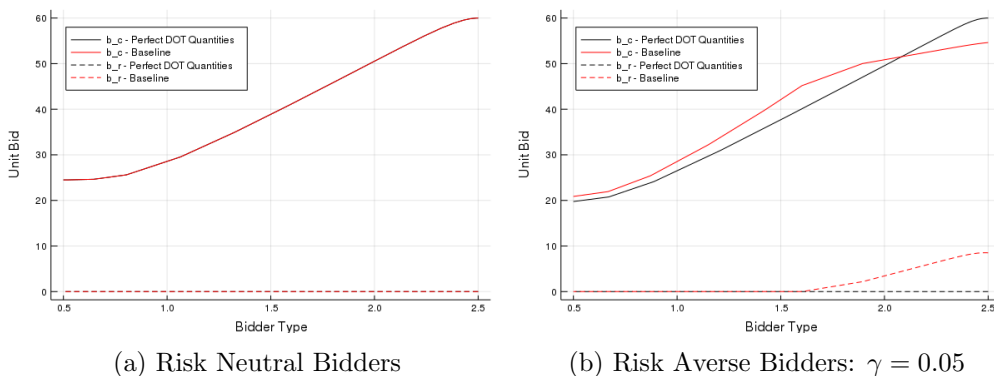 60
50
40
30
20
10
0
Unit Bid
b_c - Perfect DOT Quantities
b_c - Baseline
b_r - Perfect DOT Quantities
b_r - Baseline
0.5 1.0 1.5 2.0 2.5
Bidder Type
(a) Risk Neutral Bidders
60
50
40
30
20
10
0
Unit Bid
b_c - Perfect DOT Quantities
b_c - Baseline
b_r - Perfect DOT Quantities
b_r - Baseline
0.5 1.0 1.5 2.0 2.5
Bidder Type
(b) Risk Averse Bidders: γ = 0.05